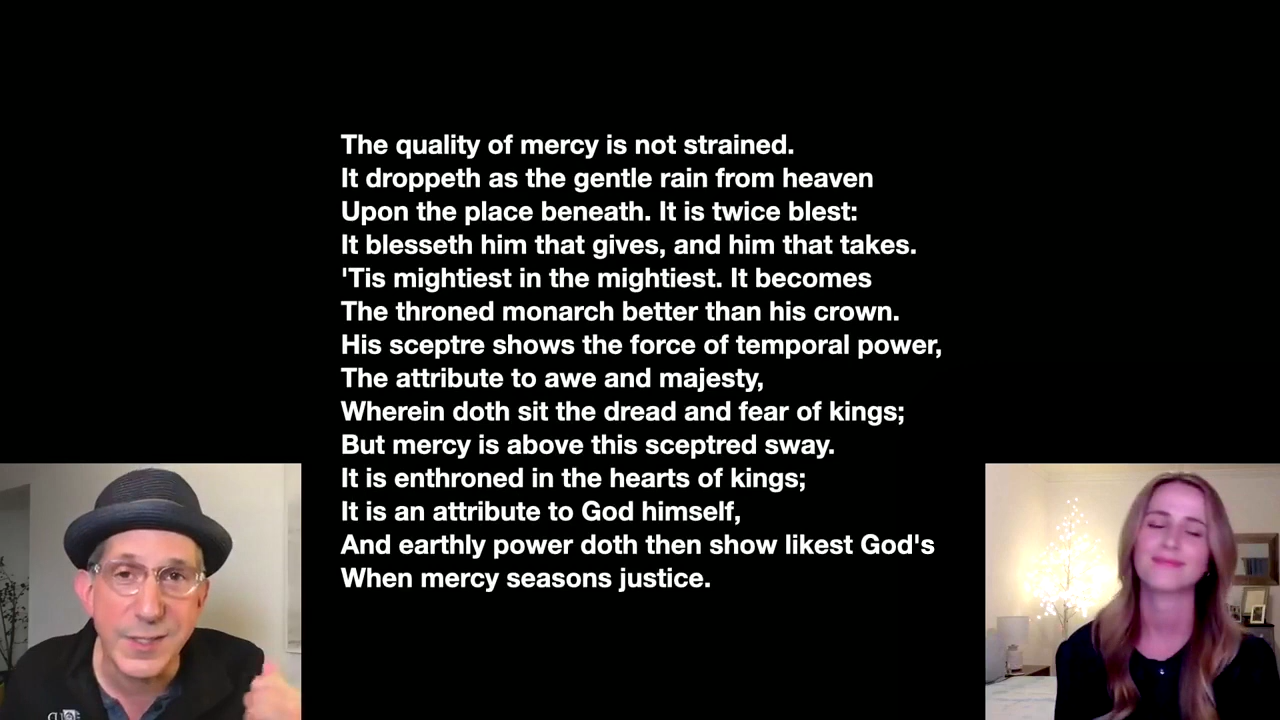 The quality of mercy is not strained.
It droppeth as the gentle rain from heaven
Upon the place beneath. It is twice blest:
It blesseth him that gives, and him that takes.
'Tis mightiest in the mightiest. It becomes
The throned monarch better than his crown.
His sceptre shows the force of temporal power,
The attribute to awe and majesty,
Wherein doth sit the dread and fear of kings;
But mercy is above this sceptred sway.
It is enthroned in the hearts of kings;
It is an attribute to God himself,
And earthly power doth then show likest God's
When mercy seasons justice.